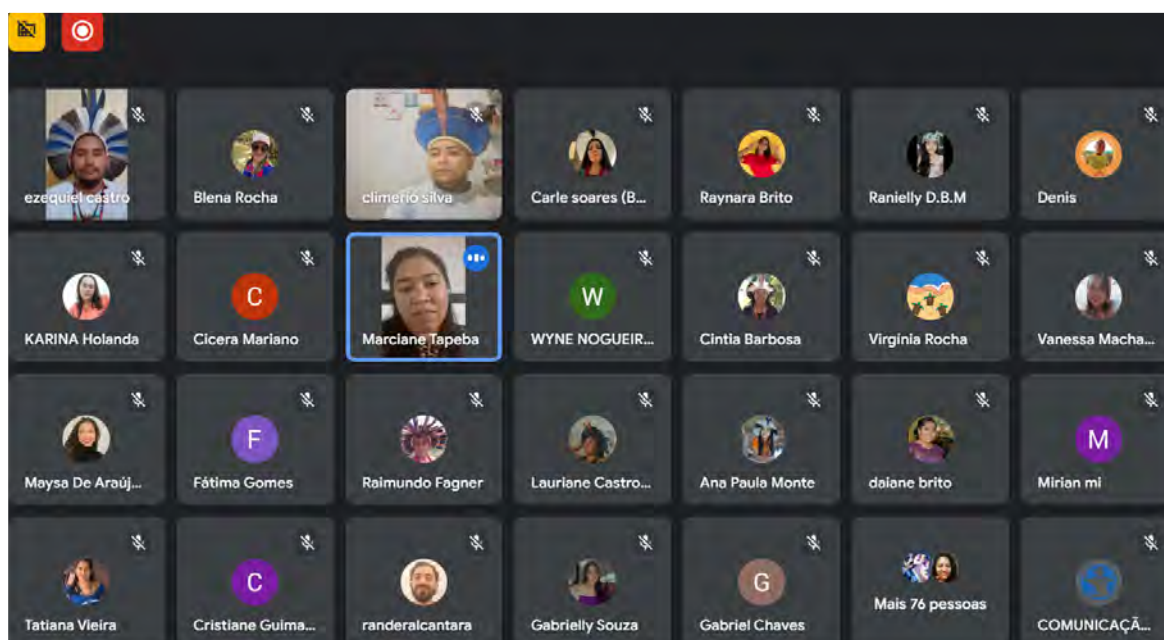 ezequiel castro
Blena Rocha
climerio silva
Carle soares (B...
Raynara Brito
Ranielly D.B.M
Denis
KARINA Holanda
C
Cicera Mariano
Marciane Tapeba
W
WYNE NOGUEIR...
Cintia Barbosa
Virgínia Rocha
Vanessa Macha...
Maysa De Araúj...
F
Fátima Gomes
Raimundo Fagner
Lauriane Castro...
Ana Paula Monte
daiane brito
M
Mirian mi
Tatiana Vieira
C
Cristiane Guima...
randeralcantara
Gabrielly Souza
G
Gabriel Chaves
Mais 76 pessoas
COMUNICAÇÃ...